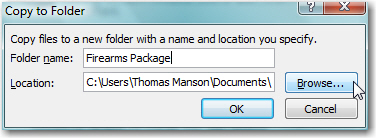 Copy to Folder
Copy files to a new folder with a name and location you specify.
Folder name: Firearms Package
Location: C:\Users\Thomas Manson\Documents\ Browse...
OK Cancel